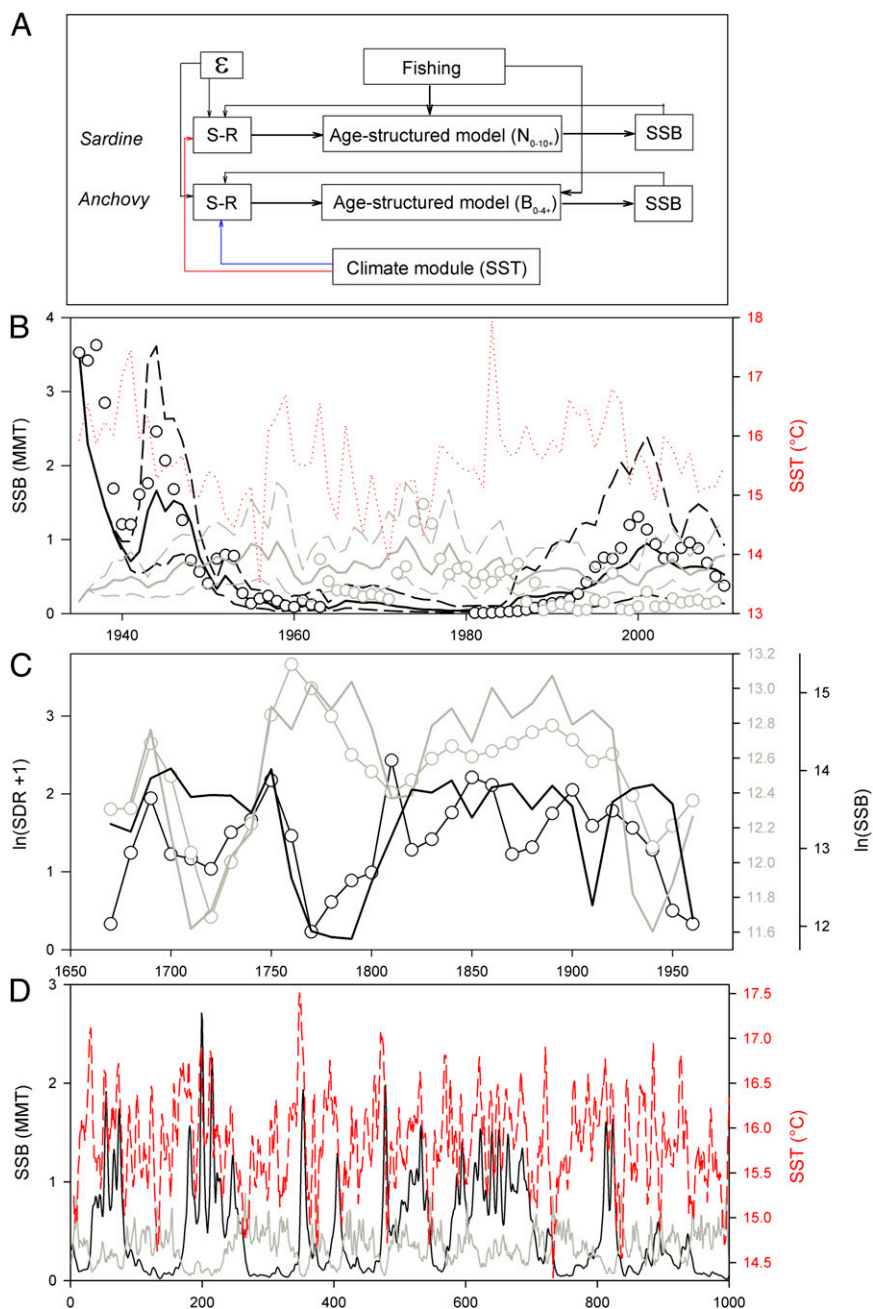 A
ε
Fishing
Sardine
S-R
Age-structured model (N0-10+)
SSB
Anchovy
S-R
Age-structured model (B0-4+)
SSB
Climate module (SST)
B
SSB (MMT)
4
3
2
1
0
1940
1960
1980
2000
18
17
16
15
14
13
SST (°C)
C
ln(SDR +1)
3
2
1
0
1650
1700
1750
1800
1850
1900
1950
13.2
13.0
12.8
12.6
12.4
12.2
12.0
11.8
11.6
15
14
13
12
ln(SSB)
D
SSB (MMT)
3
2
1
0
0
200
400
600
800
1000
17.5
17.0
16.5
16.0
15.5
15.0
14.5
SST (°C)